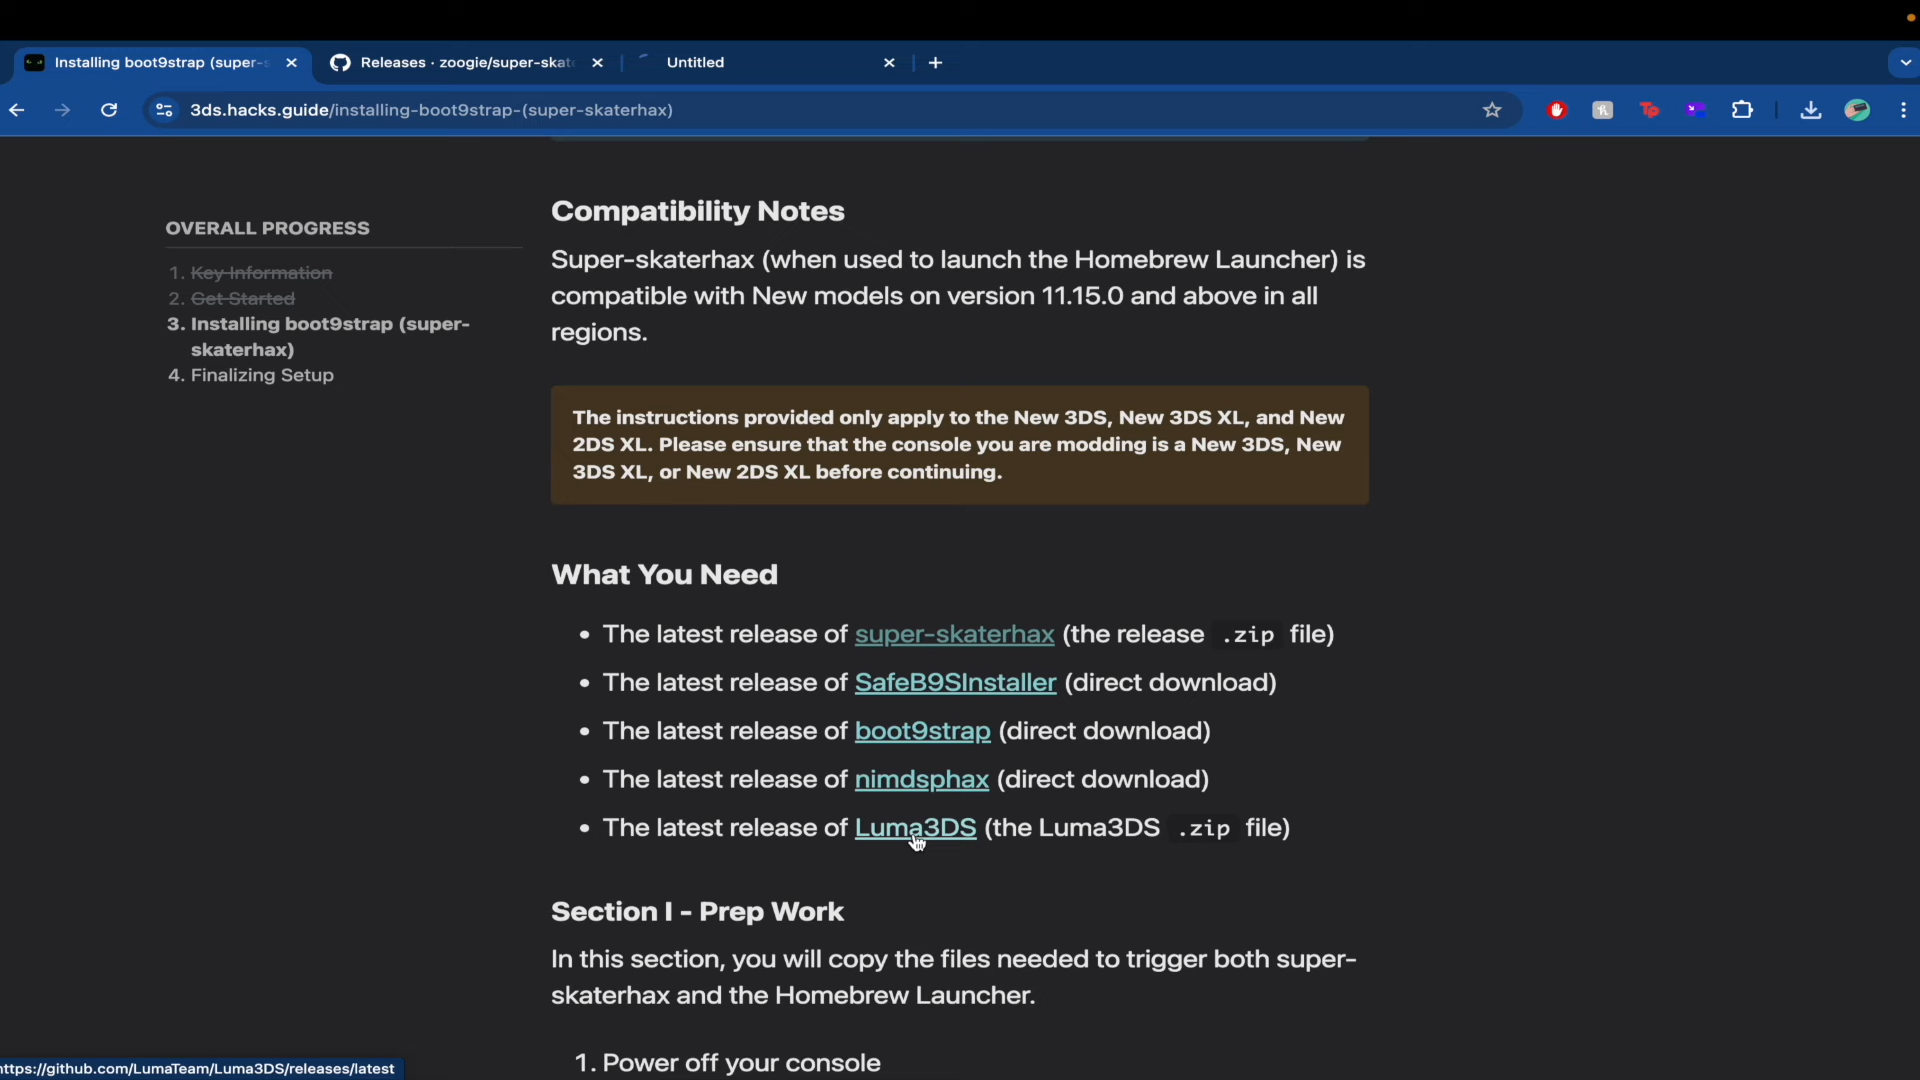 Installing boot9strap (super-s
Releases · zoogie/super-skate
Untitled
3ds.hacks.guide/installing-boot9strap-(super-skaterhax)
Compatibility Notes
Super-skaterhax (when used to launch the Homebrew Launcher) is
compatible with New models on version 11.15.0 and above in all
regions.
OVERALL PROGRESS
1. Key Information
2. Get Started
3. Installing boot9strap (super-
skaterhax)
4. Finalizing Setup
The instructions provided only apply to the New 3DS, New 3DS XL, and New
2DS XL. Please ensure that the console you are modding is a New 3DS, New
3DS XL, or New 2DS XL before continuing.
What You Need
• The latest release of super-skaterhax (the release .zip file)
• The latest release of SafeB9SInstaller (direct download)
• The latest release of boot9strap (direct download)
• The latest release of nimdsphax (direct download)
• The latest release of Luma3DS (the Luma3DS .zip file)
Section I - Prep Work
In this section, you will copy the files needed to trigger both super-
skaterhax and the Homebrew Launcher.
1. Power off your console
https://github.com/LumaTeam/Luma3DS/releases/latest